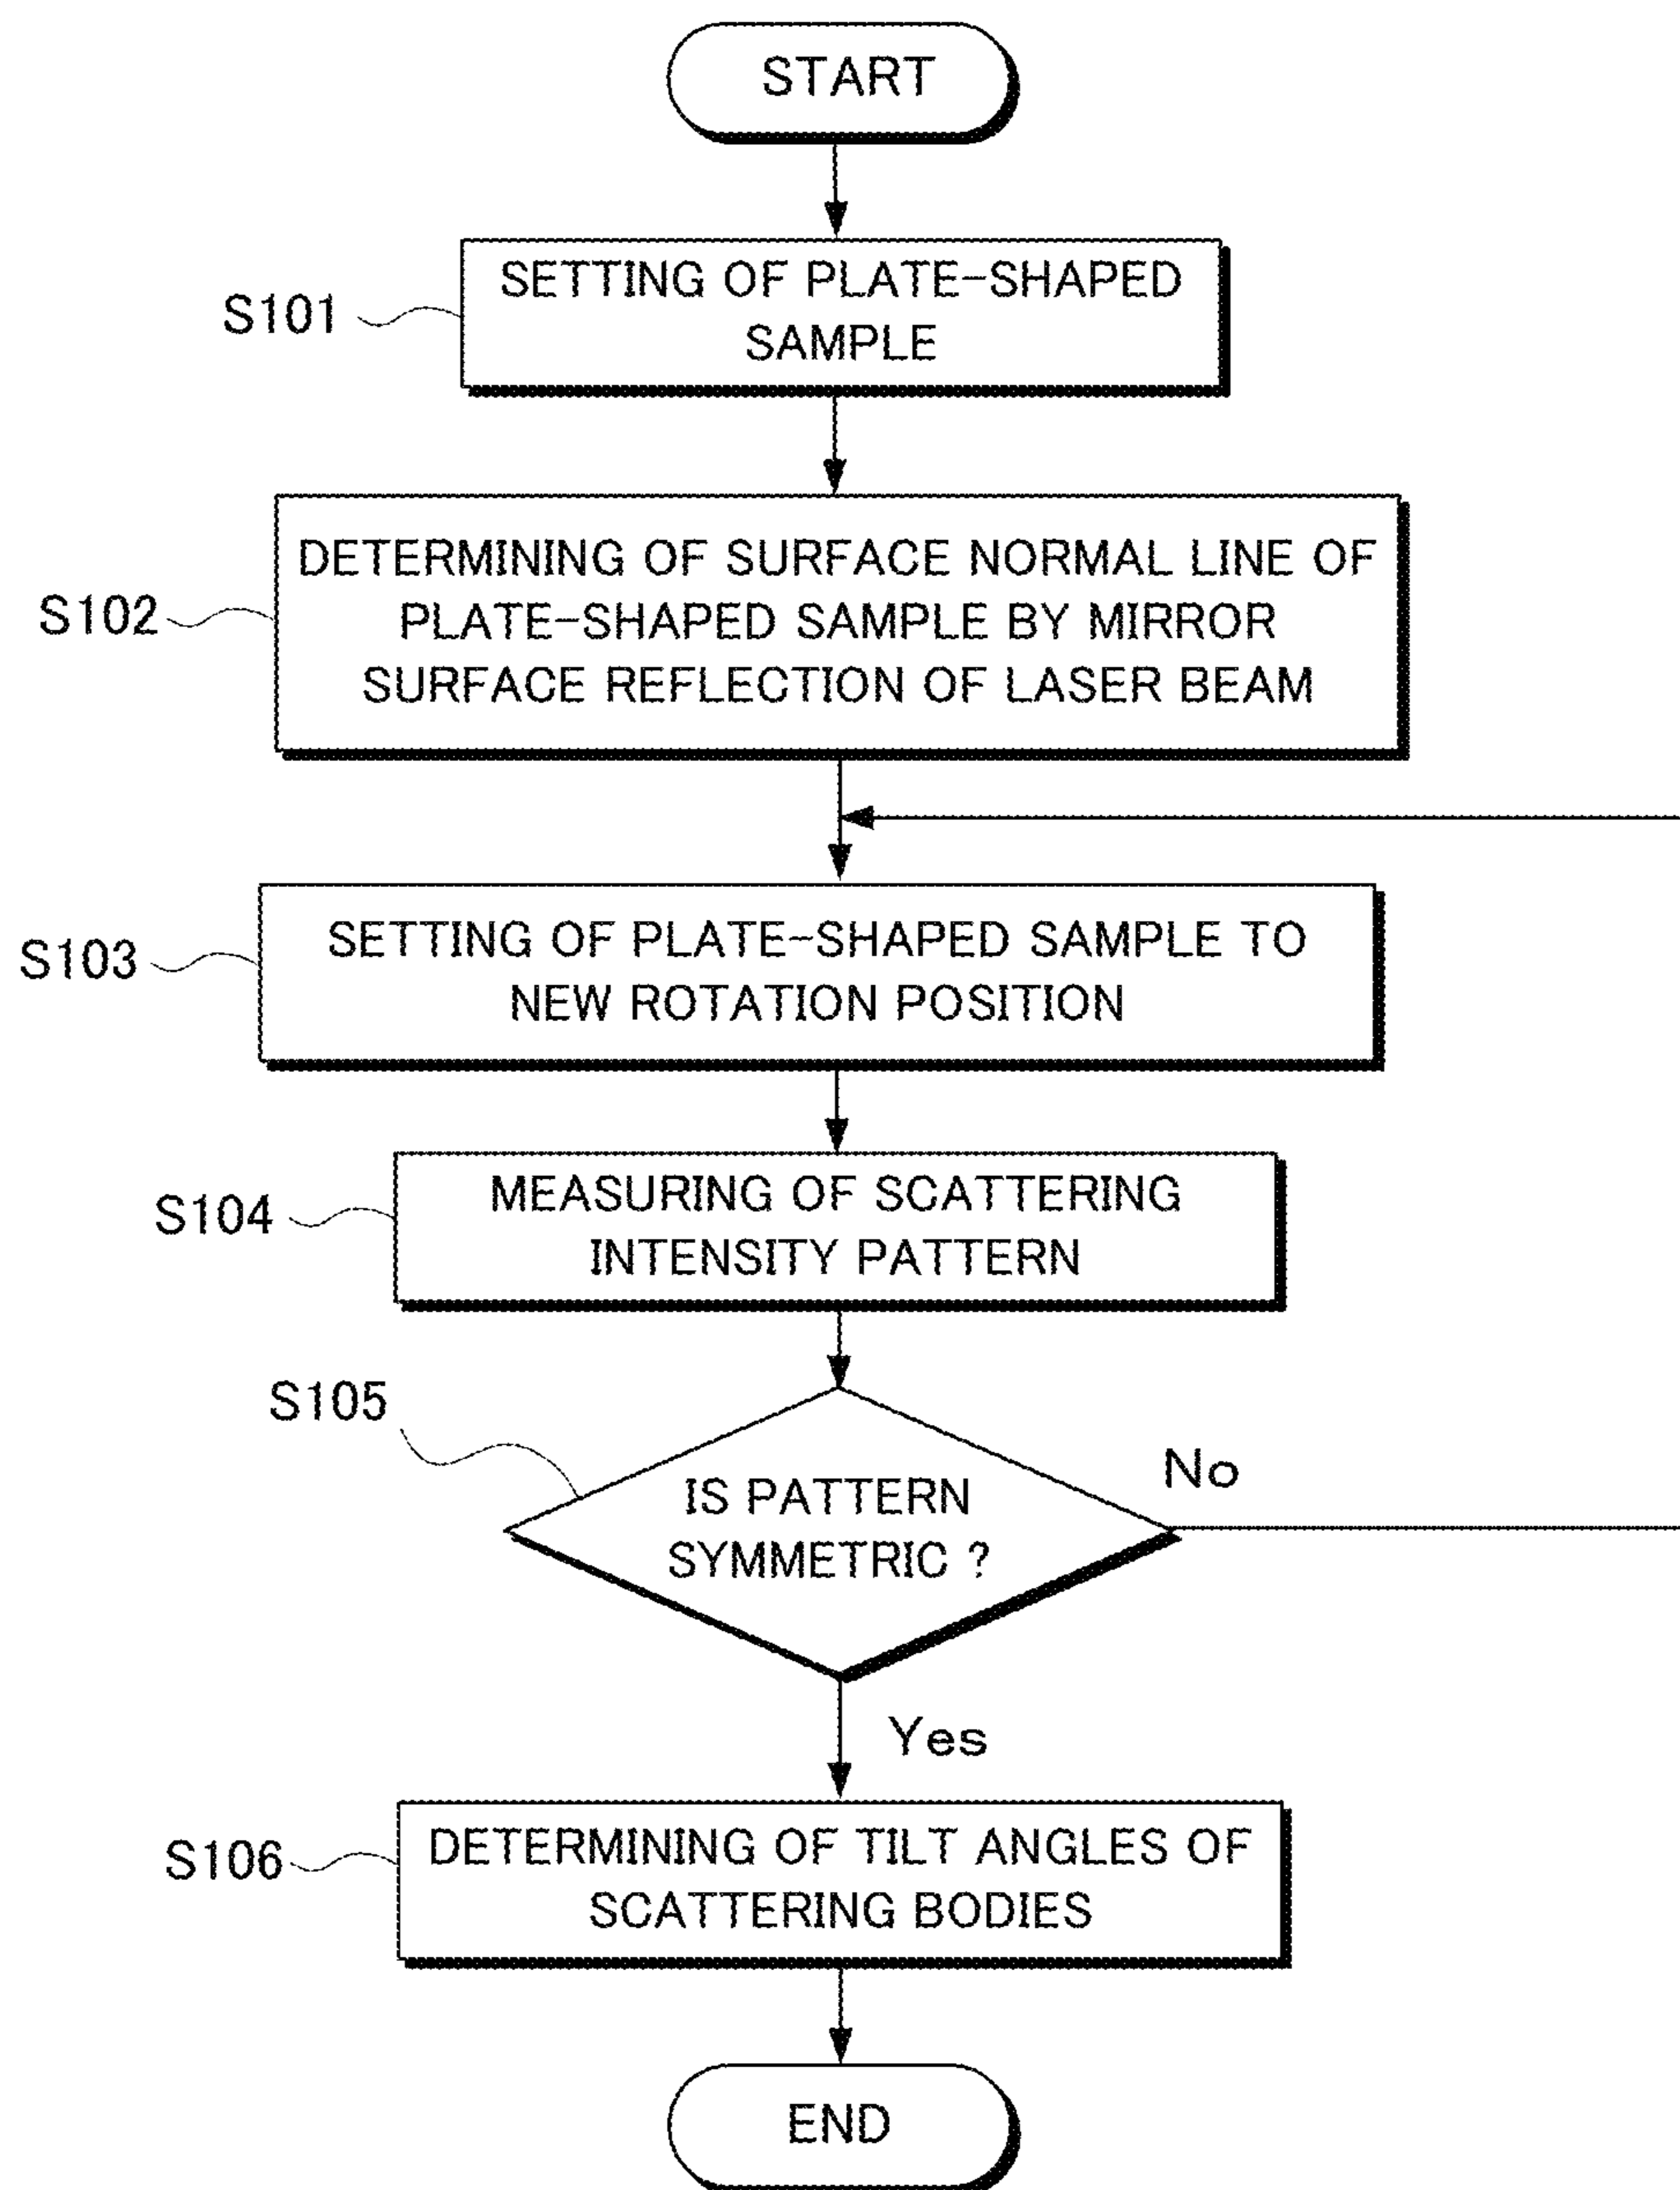 START
S101
SETTING OF PLATE-SHAPED
SAMPLE
S102
DETERMINING OF SURFACE NORMAL LINE OF
PLATE-SHAPED SAMPLE BY MIRROR
SURFACE REFLECTION OF LASER BEAM
S103
SETTING OF PLATE-SHAPED SAMPLE TO
NEW ROTATION POSITION
S104
MEASURING OF SCATTERING
INTENSITY PATTERN
S105
IS PATTERN
SYMMETRIC ?
No
Yes
S106
DETERMINING OF TILT ANGLES OF
SCATTERING BODIES
END